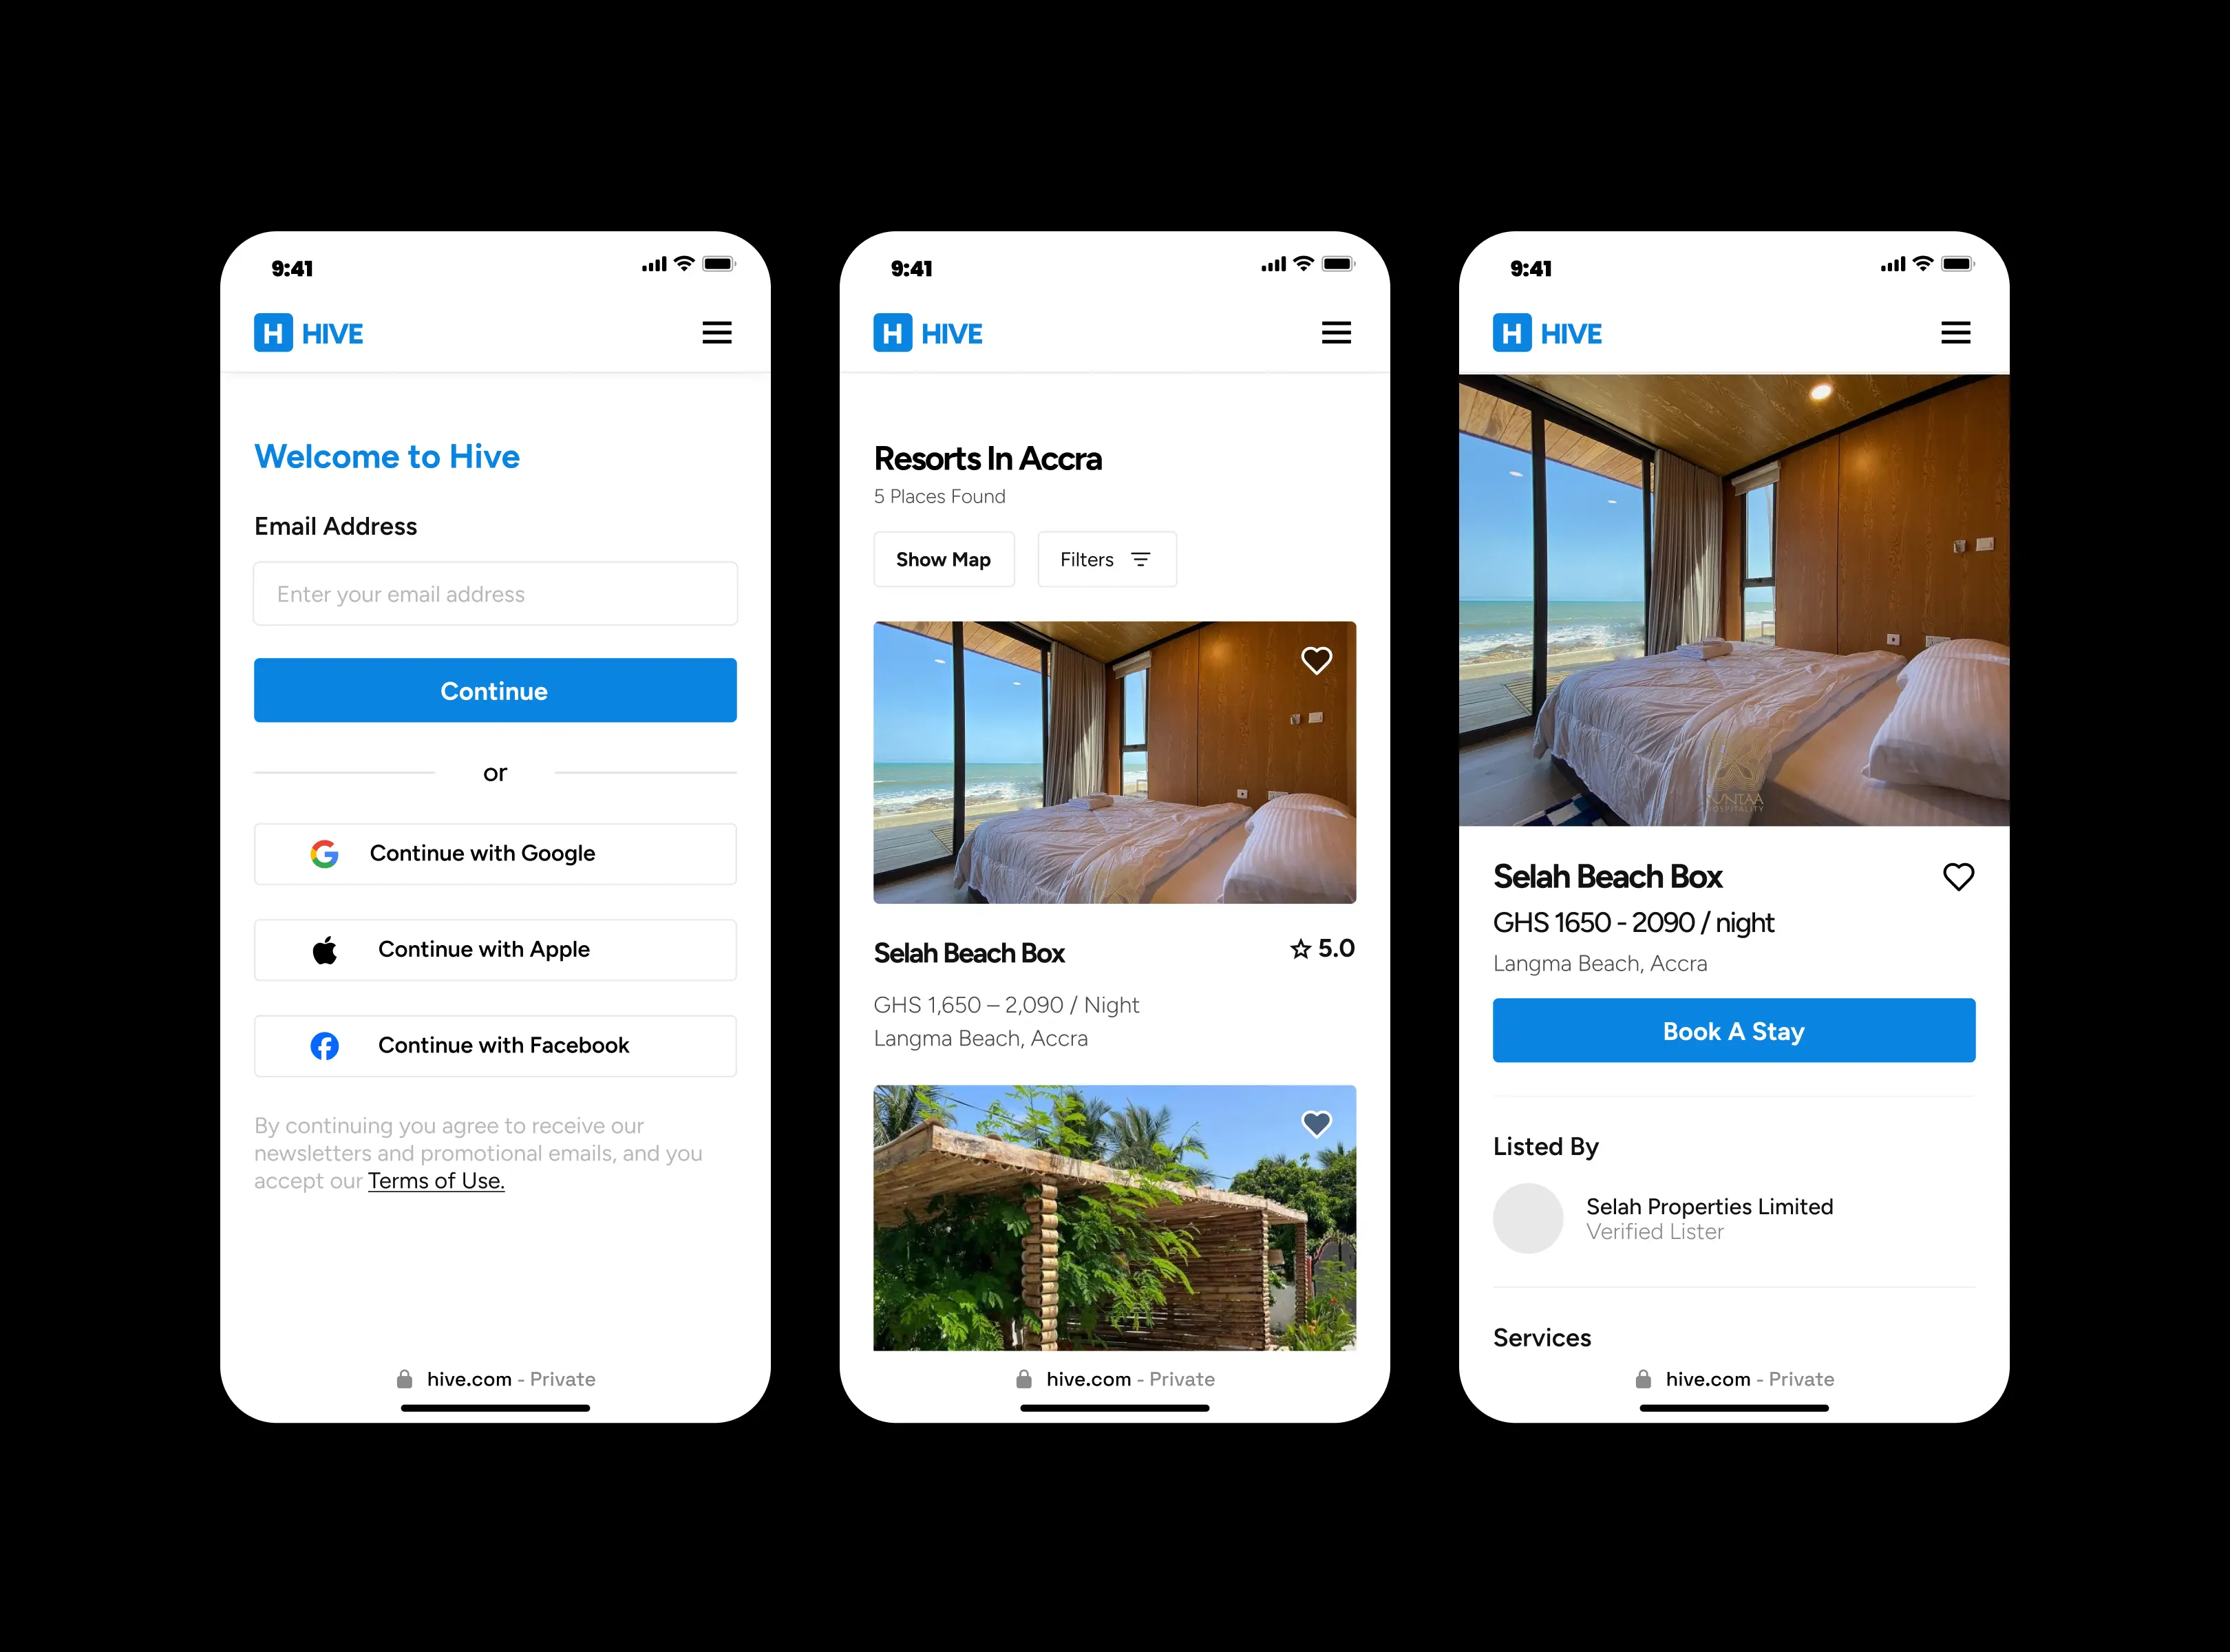 9:41
H HIVE
Welcome to Hive
Email Address
Enter your email address
Continue
or
Continue with Google
Continue with Apple
Continue with Facebook
By continuing you agree to receive our
newsletters and promotional emails, and you
accept our Terms of Use.
hive.com - Private
9:41
H HIVE
Resorts In Accra
5 Places Found
Show Map
Filters
Selah Beach Box
5.0
GHS 1,650 – 2,090 / Night
Langma Beach, Accra
hive.com - Private
9:41
H HIVE
Selah Beach Box
GHS 1650 - 2090 / night
Langma Beach, Accra
Book A Stay
Listed By
Selah Properties Limited
Verified Lister
Services
hive.com - Private